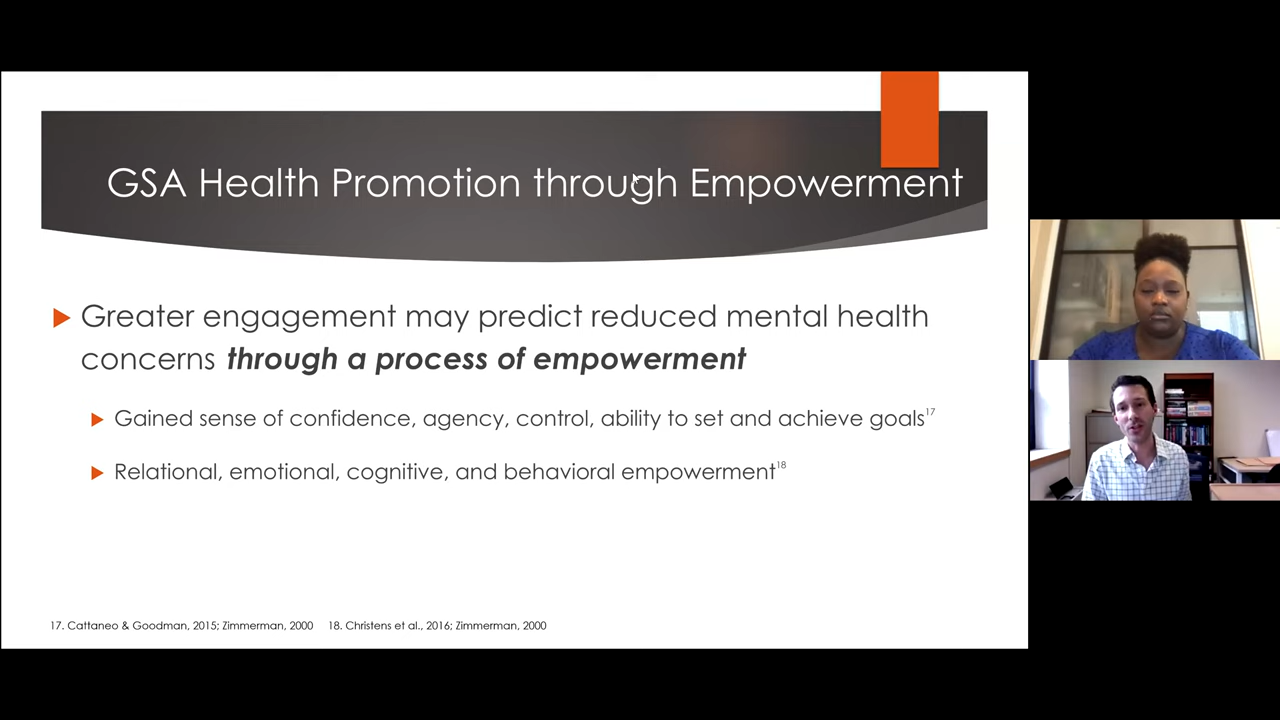 GSA Health Promotion through Empowerment
Greater engagement may predict reduced mental health
concerns through a process of empowerment
Gained sense of confidence, agency, control, ability to set and achieve goals17
Relational, emotional, cognitive, and behavioral empowerment18
17. Cattaneo & Goodman, 2015; Zimmerman, 2000 18. Christens et al., 2016; Zimmerman, 2000